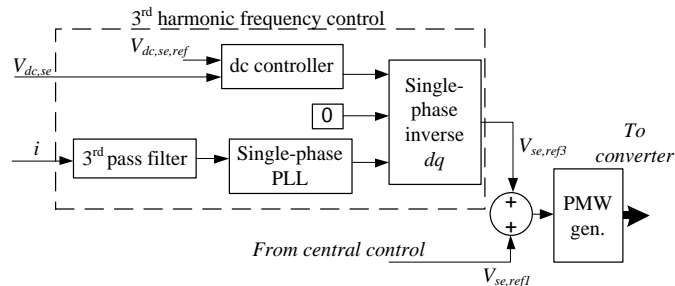 3rd harmonic frequency control
Vdc,se,ref
Vdc,se
dc controller
Single-
phase
inverse
dq
0
i
3rd pass filter
Single-phase
PLL
Vse,ref3
To
converter
+
+
PMW
gen.
From central control
Vse,ref1